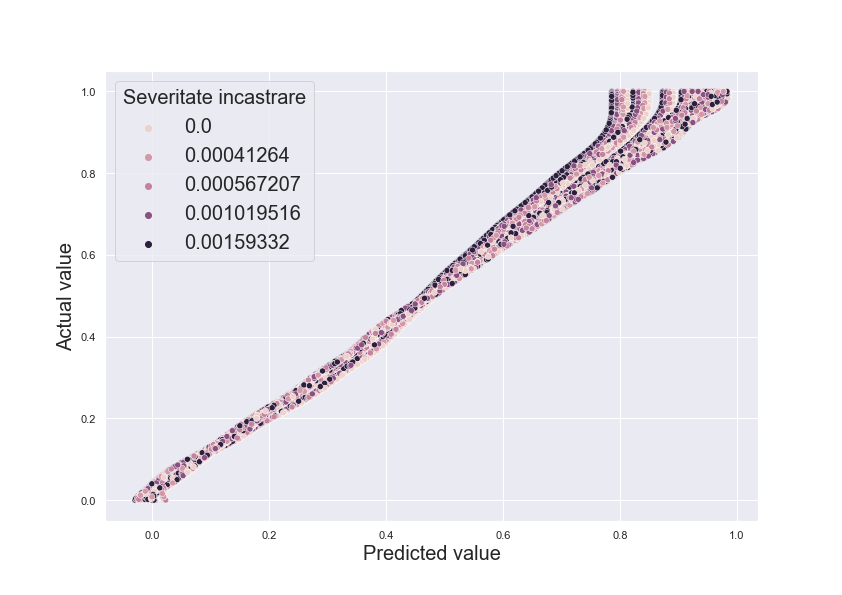 Severitate incastrare
0.0
0.00041264
0.000567207
0.001019516
0.00159332
Actual value
1.0
0.8
0.6
0.4
0.2
0.0
0.0 0.2 0.4 0.6 0.8 1.0
Predicted value